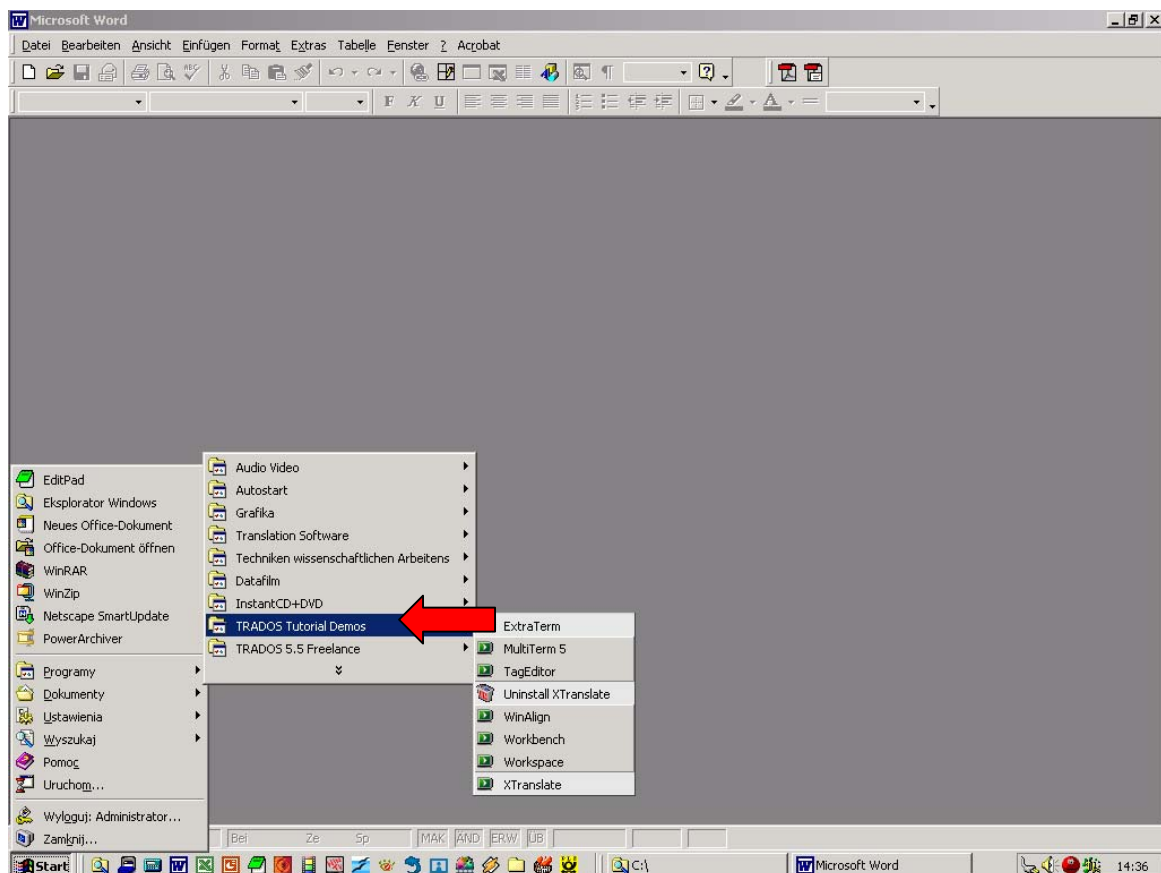 Microsoft Word
Datei Bearbeiten Ansicht Einfügen Format Extras Tabelle Fenster ? Acrobat
F K U
EditPad
Eksplorator Windows
Neues Office-Dokument
Office-Dokument öffnen
WinRAR
WinZip
Netscape SmartUpdate
PowerArchiver
Programy
Dokumenty
Ustawienia
Wyszukaj
Pomoc
Uruchom...
Wyloguj: Administrator...
Zamknij...
Audio Video
Autostart
Grafika
Translation Software
Techniken wissenschaftlichen Arbeitens
Datafilm
InstantCD+DVD
TRADOS Tutorial Demos
TRADOS 5.5 Freelance
ExtraTerm
MultiTerm 5
TagEditor
Uninstall XTranslate
WinAlign
Workbench
Workspace
XTranslate
Bei Ze Sp MAK ÄND ERW ÜB
Start C:\ Microsoft Word 14:36